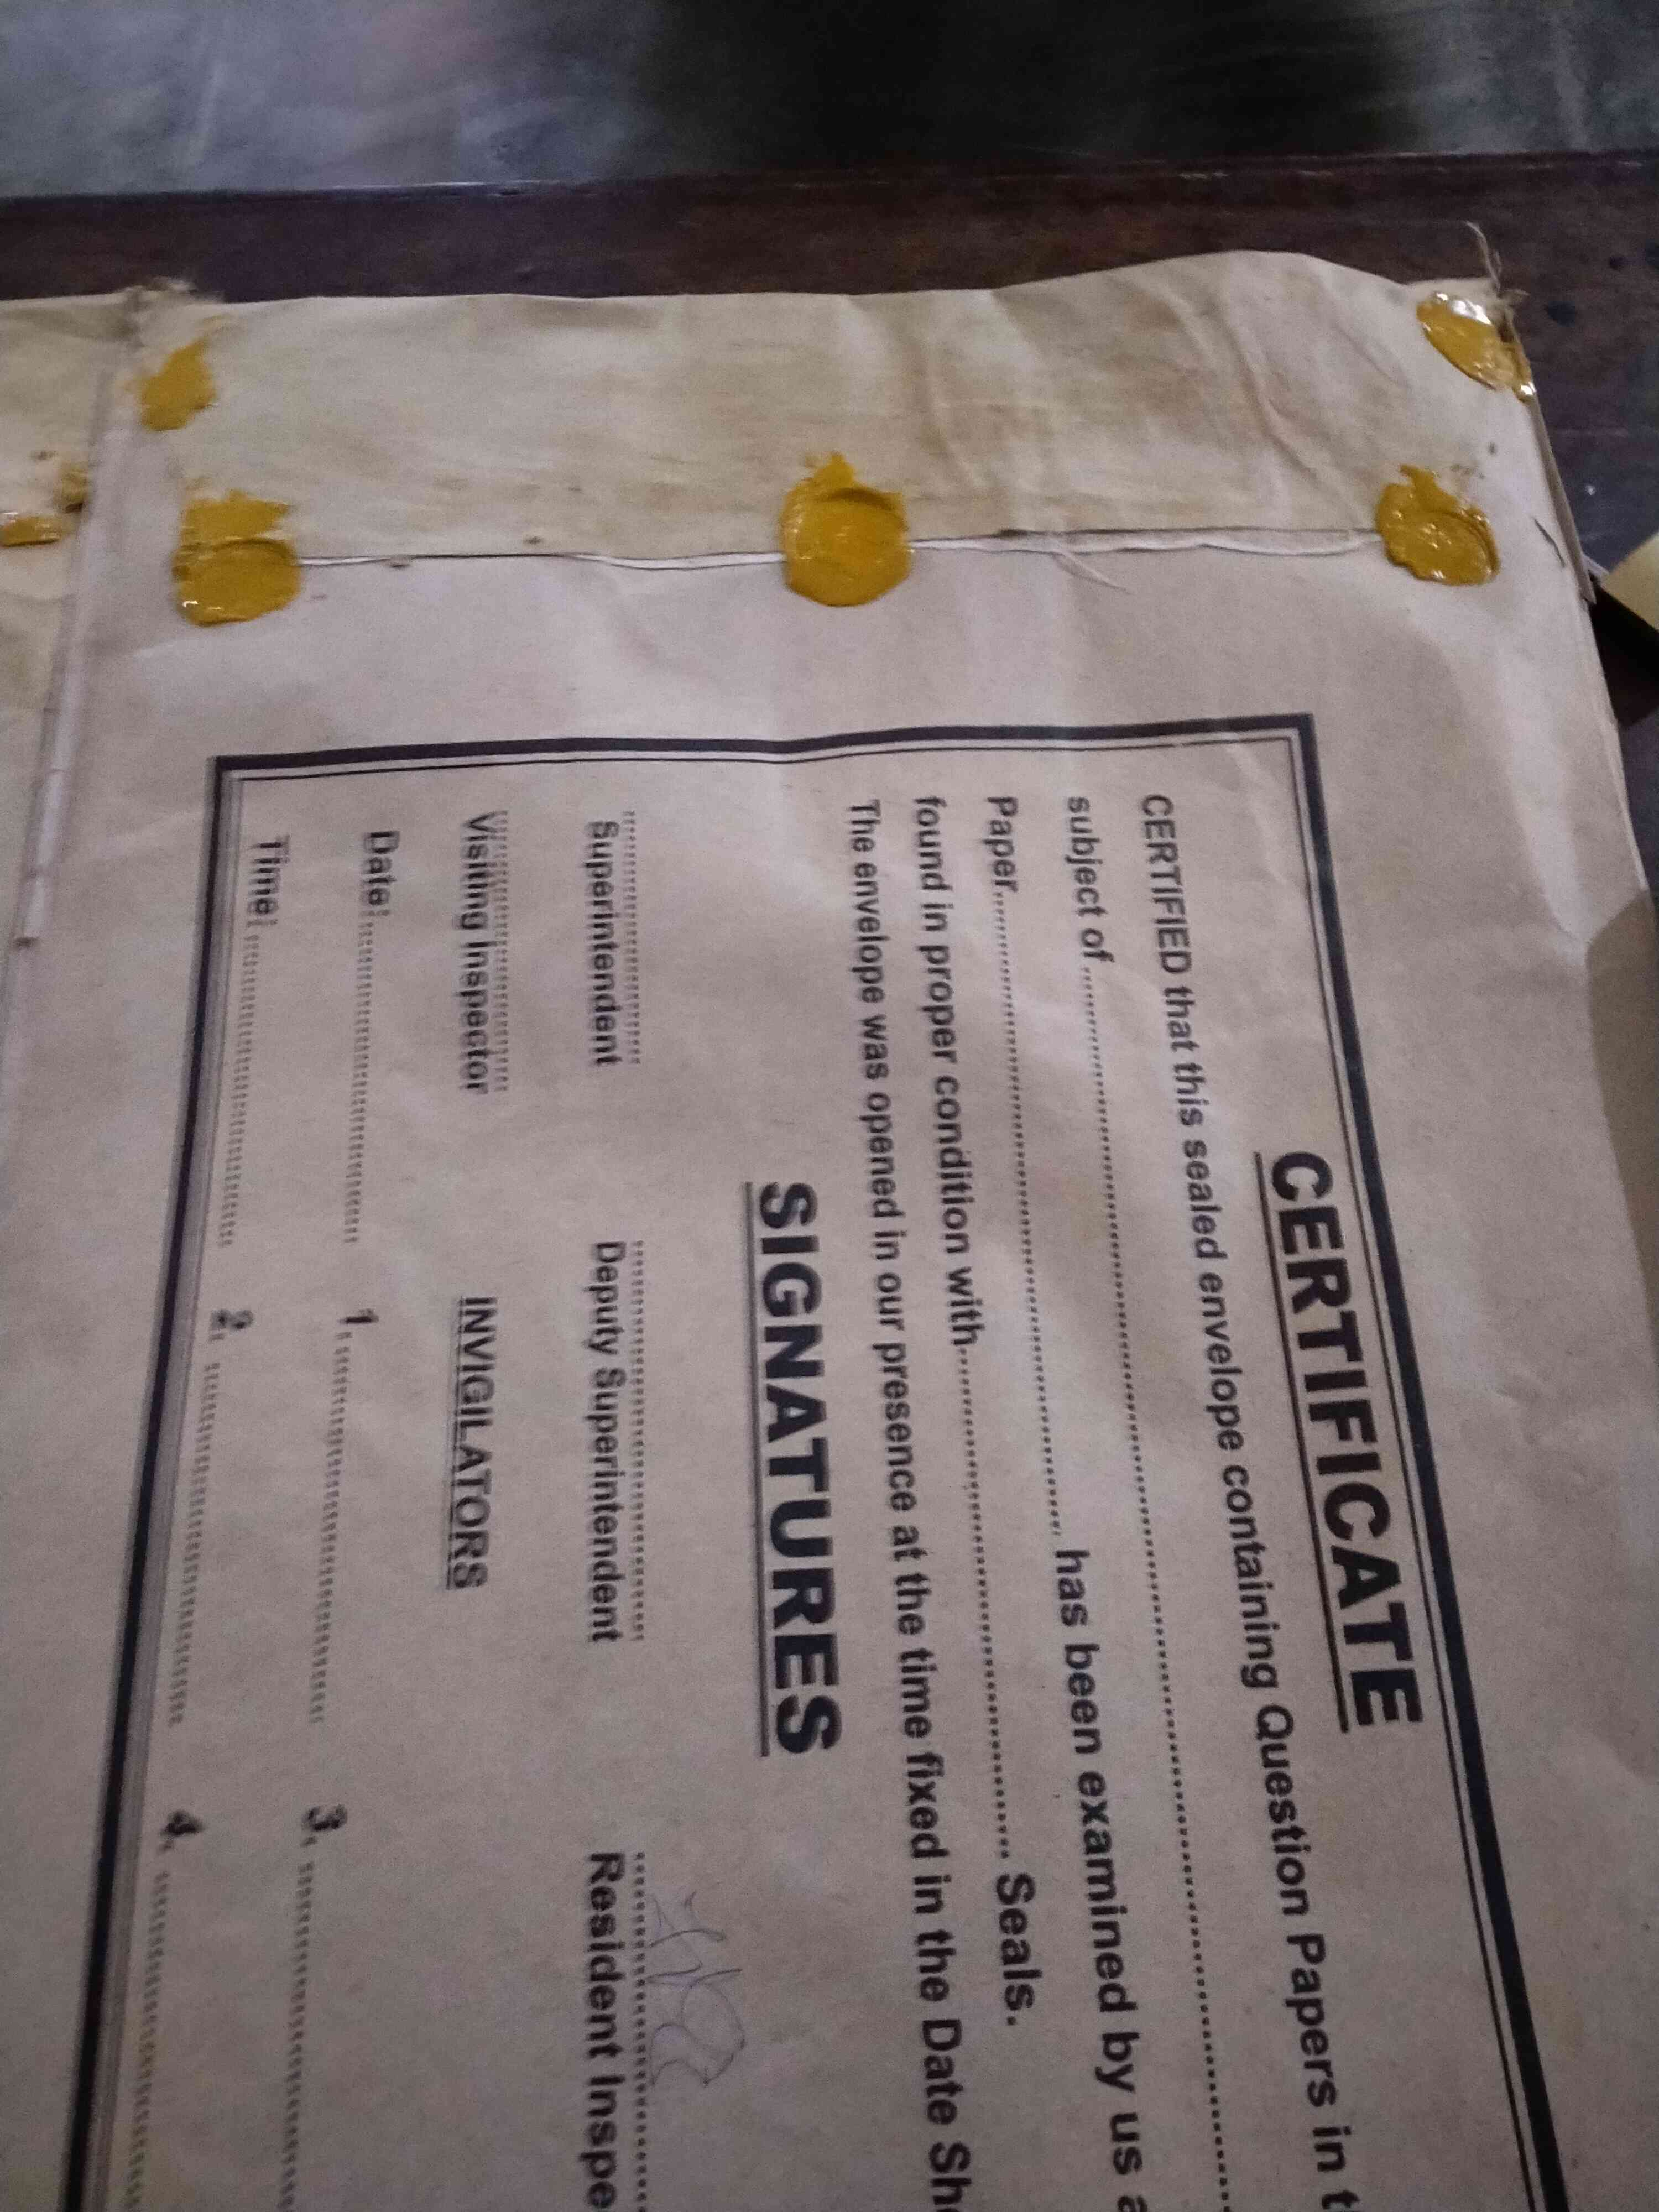 CERTIFICATE
CERTIFIED that this sealed envelope containing Question Papers in t
subject of ........................................
Paper........................................ has been examined by us a
found in proper condition with........................................ Seals.
The envelope was opened in our presence at the time fixed in the Date She
SIGNATURES
Superintendent Deputy Superintendent Resident Inspe
Visiting Inspector INVIGILATORS
Date: ........................ 1. ........................ 3. ........................
Time: ........................ 2. ........................ 4. ........................